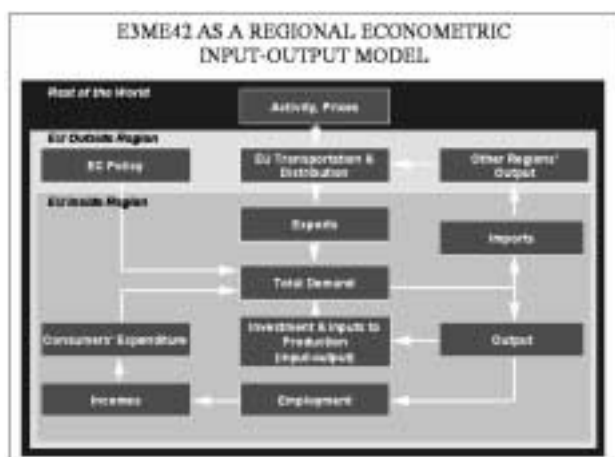 E3ME42 AS A REGIONAL ECONOMETRIC
INPUT-OUTPUT MODEL
Rest of the World
Activity, Prices
EU Outside Region
EC Policy
EU Transportation &
Distribution
Other Regions'
Output
EU Inside Region
Exports
Imports
Total Demand
Consumers' Expenditure
Investment & Inputs to
Production
(input-output)
Output
Incomes
Employment